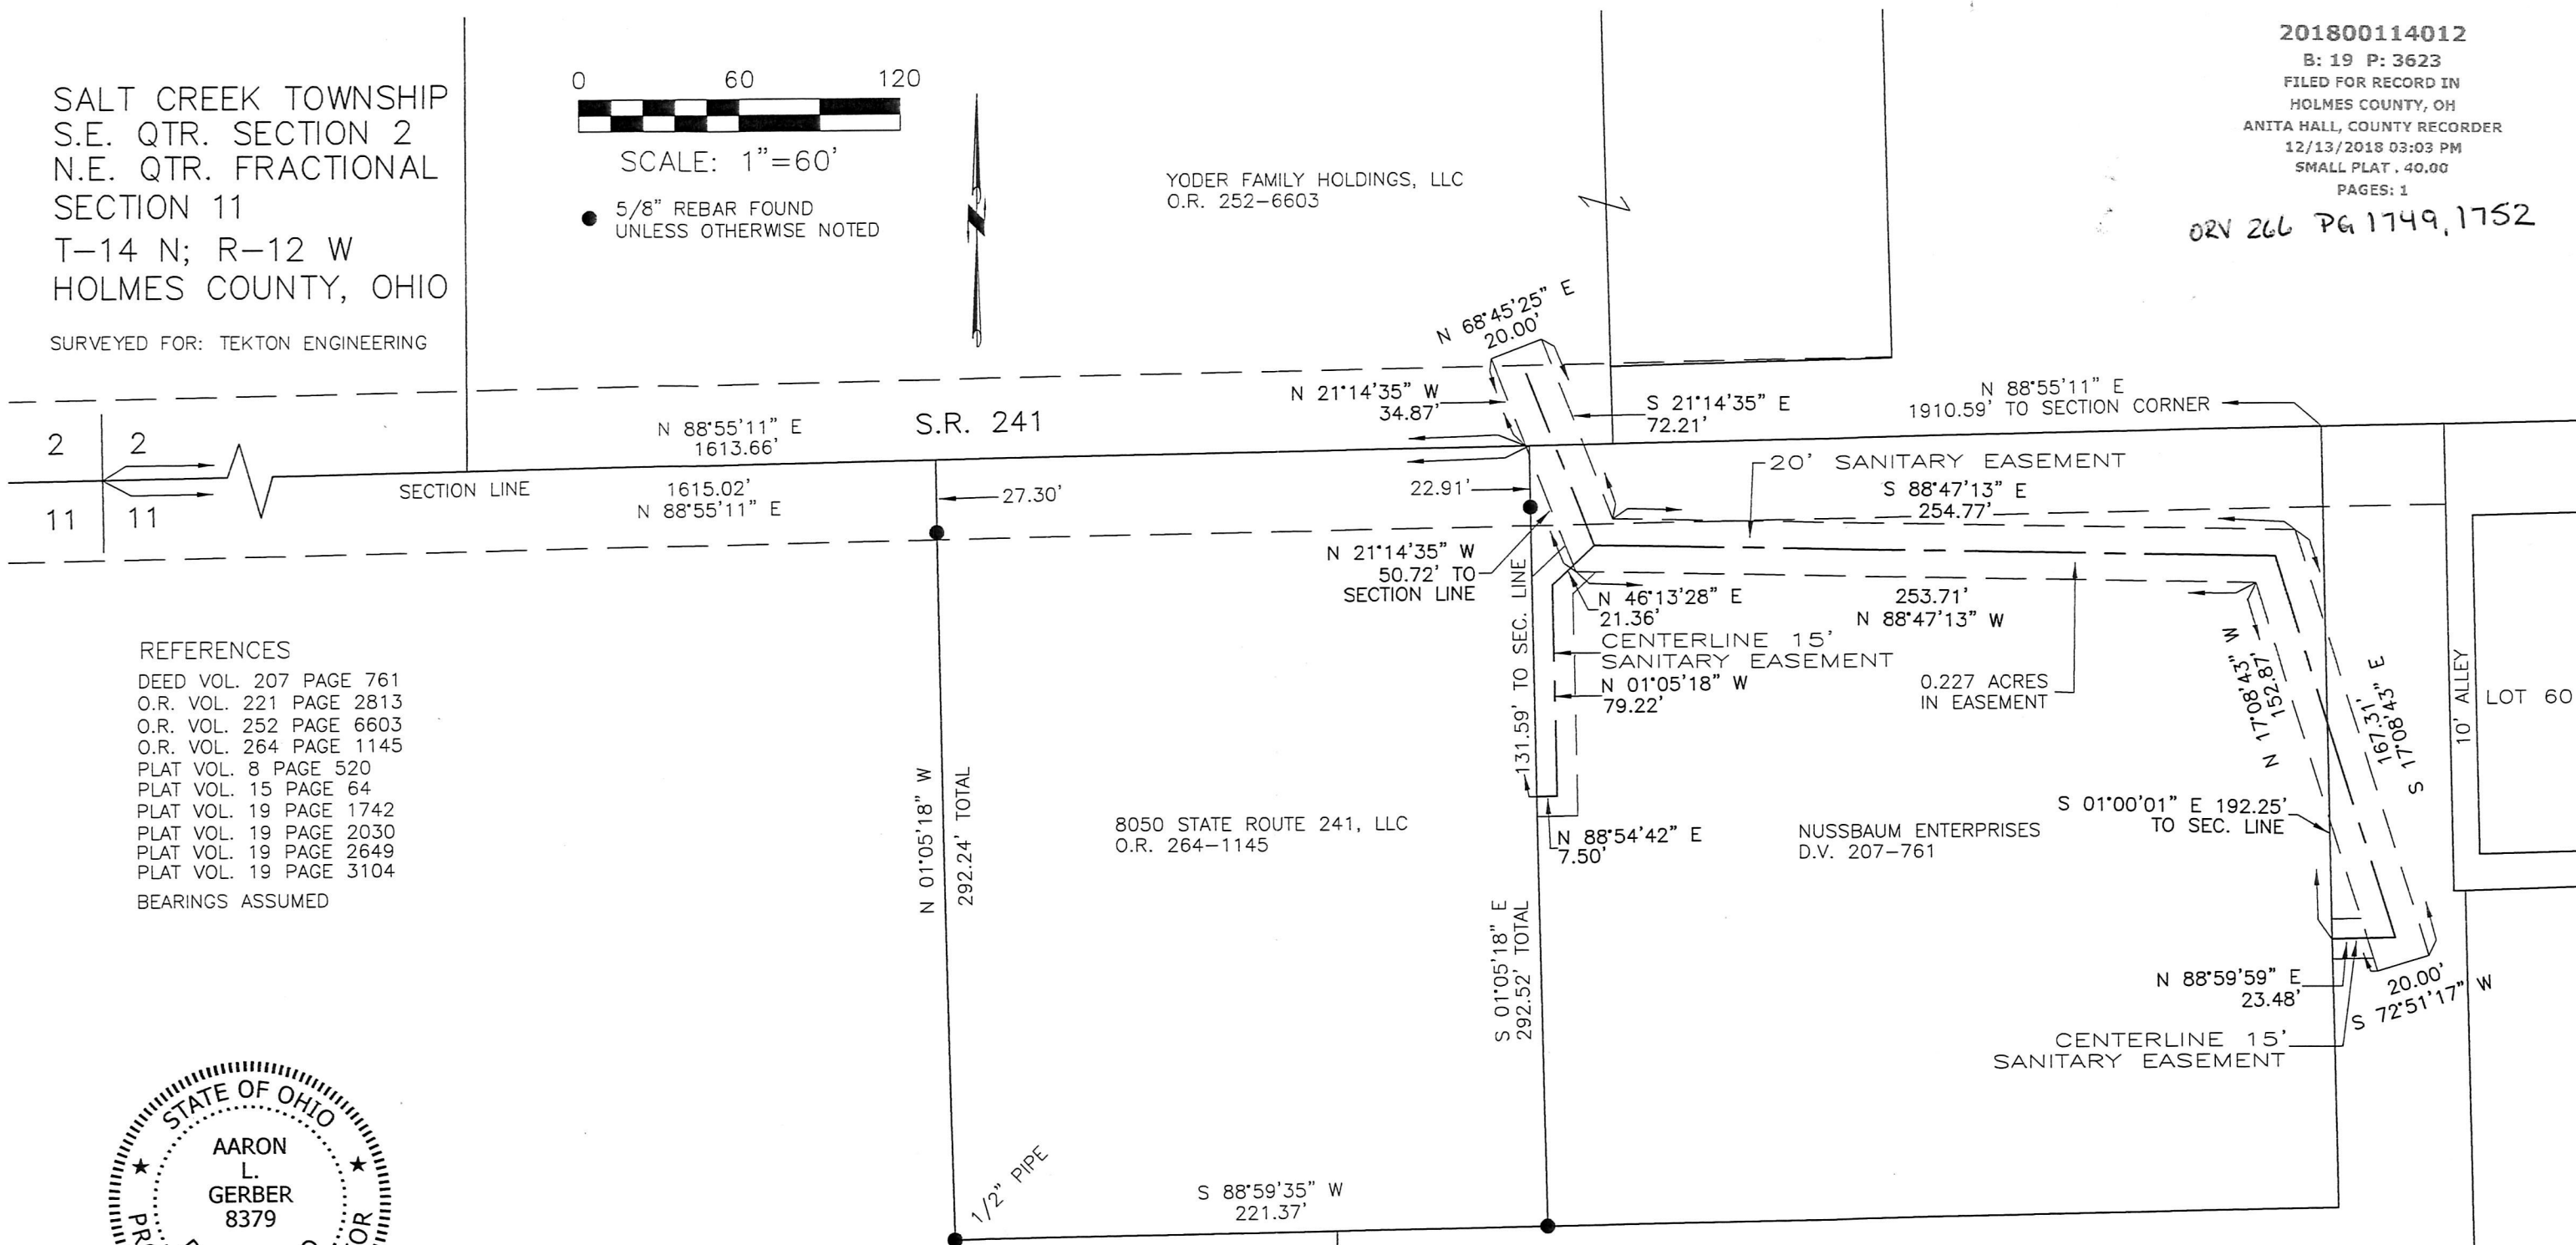 SALT CREEK TOWNSHIP
S.E. QTR. SECTION 2
N.E. QTR. FRACTIONAL
SECTION 11
T-14 N; R-12 W
HOLMES COUNTY, OHIO
SURVEYED FOR: TEKTON ENGINEERING
0 60 120
SCALE: 1"=60'
5/8" REBAR FOUND
UNLESS OTHERWISE NOTED
N
YODER FAMILY HOLDINGS, LLC
O.R. 252-6603
201800114012
B: 19 P: 3623
FILED FOR RECORD IN
HOLMES COUNTY, OH
ANITA HALL, COUNTY RECORDER
12/13/2018 03:03 PM
SMALL PLAT . 40.00
PAGES: 1
ORV 266 PG 1749, 1752
N 68°45'25" E
20.00'
N 21°14'35" W
34.87'
S 21°14'35" E
72.21'
N 88°55'11" E
1910.59' TO SECTION CORNER
2 2
11 11
N 88°55'11" E
1613.66'
S.R. 241
SECTION LINE
1615.02'
N 88°55'11" E
27.30'
22.91'
20' SANITARY EASEMENT
S 88°47'13" E
254.77'
N 21°14'35" W
50.72' TO
SECTION LINE
131.59' TO SEC. LINE
N 46°13'28" E
21.36'
CENTERLINE 15'
SANITARY EASEMENT
N 01°05'18" W
79.22'
253.71'
N 88°47'13" W
0.227 ACRES
IN EASEMENT
N 17°08'43" W
152.87'
167.31'
S 17°08'43" E
10' ALLEY
LOT 60
REFERENCES
DEED VOL. 207 PAGE 761
O.R. VOL. 221 PAGE 2813
O.R. VOL. 252 PAGE 6603
O.R. VOL. 264 PAGE 1145
PLAT VOL. 8 PAGE 520
PLAT VOL. 15 PAGE 64
PLAT VOL. 19 PAGE 1742
PLAT VOL. 19 PAGE 2030
PLAT VOL. 19 PAGE 2649
PLAT VOL. 19 PAGE 3104
BEARINGS ASSUMED
N 01°05'18" W
292.24' TOTAL
8050 STATE ROUTE 241, LLC
O.R. 264-1145
N 88°54'42" E
7.50'
NUSSBAUM ENTERPRISES
D.V. 207-761
S 01°00'01" E 192.25'
TO SEC. LINE
S 01°05'18" E
292.52' TOTAL
N 88°59'59" E
23.48'
20.00'
S 72°51'17" W
CENTERLINE 15'
SANITARY EASEMENT
STATE OF OHIO
AARON
L.
GERBER
8379
1/2" PIPE
S 88°59'35" W
221.37'